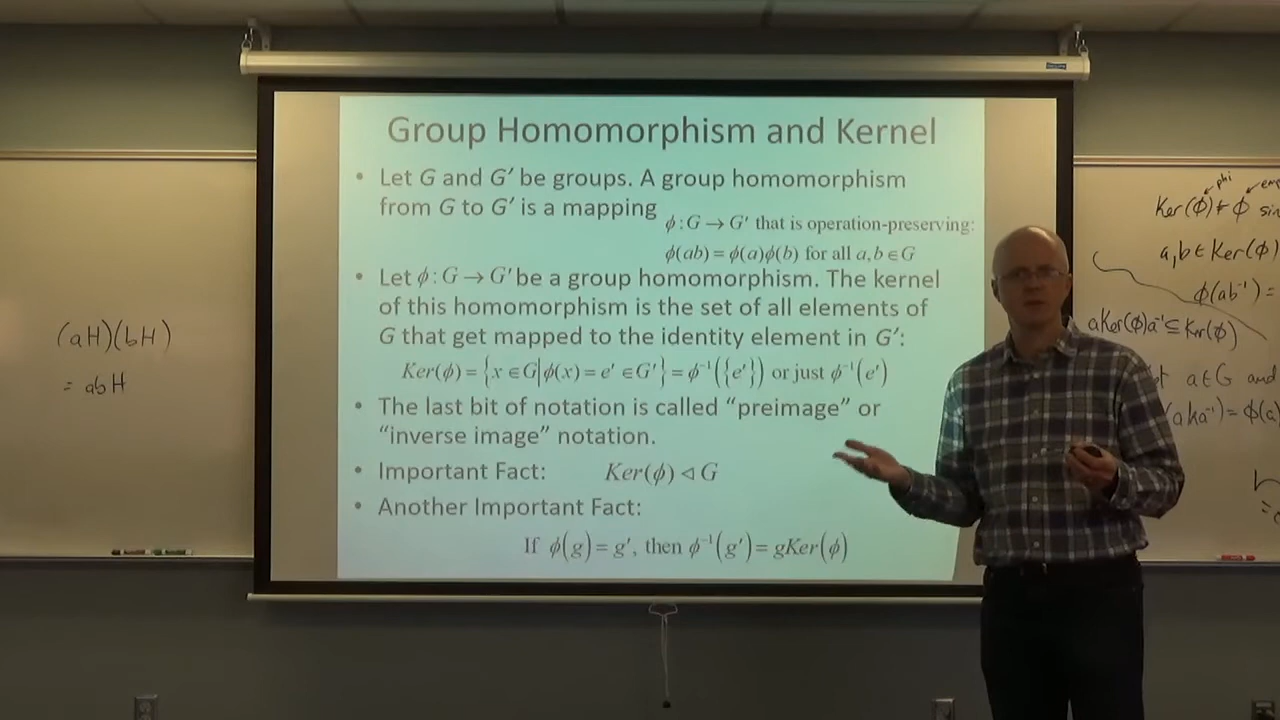 (aH)(bH)
= abH
Group Homomorphism and Kernel
• Let G and G' be groups. A group homomorphism
from G to G' is a mapping
ϕ : G → G' that is operation-preserving:
ϕ(ab) = ϕ(a)ϕ(b) for all a,b ∈ G
• Let ϕ : G → G' be a group homomorphism. The kernel
of this homomorphism is the set of all elements of
G that get mapped to the identity element in G':
Ker(ϕ) = {x ∈ G|ϕ(x) = e' ∈ G'} = ϕ⁻¹({e'}) or just ϕ⁻¹(e')
• The last bit of notation is called “preimage” or
“inverse image” notation.
• Important Fact: Ker(ϕ) ◁ G
• Another Important Fact:
If ϕ(g) = g', then ϕ⁻¹(g') = gKer(ϕ)
phi
Ker(ϕ) ≠ ϕ
a,b ∈ Ker(ϕ)
ϕ(ab⁻¹) =
aKer(ϕ)a⁻¹ ⊆ Ker(ϕ)
a ∈ G and
(aka⁻¹) = ϕ(a)